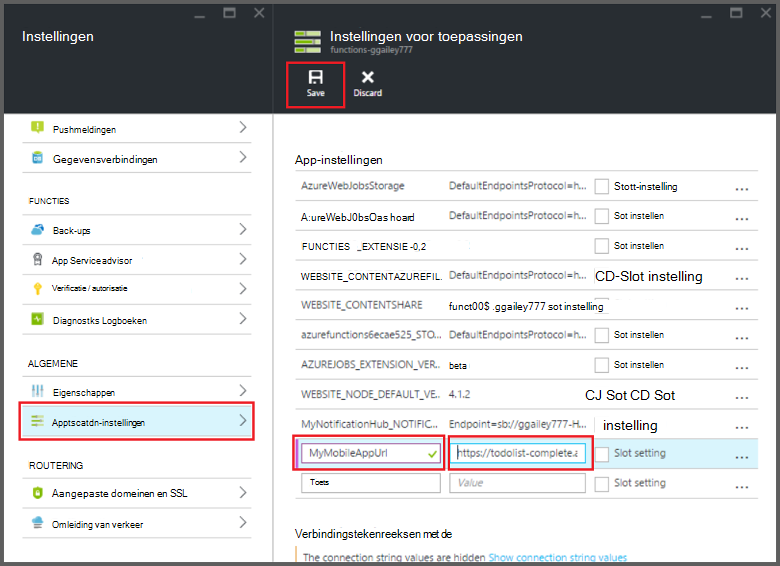 Instellingen
Pushmeldingen
Gegevensverbindingen
FUNCTIES
Back-ups
App Serviceadvisor
Verificatie / autorisatie
Diagnostks Logboeken
ALGEMENE
Eigenschappen
Apptscatdn-instellingen
ROUTERING
Aangepaste domeinen en SSL
Omleiding van verkeer
Instellingen voor toepassingen
functions-ggailey777
Save Discard
App-instellingen
AzureWebJobsStorage DefaultEndpointsProtocol=h... Stott-instelling ...
A:ureWebJ0bsOas hoard DefaultEndpointsProtocol=h... Sot instellen ...
FUNCTIES _EXTENSIE -0,2 Sot instellen ...
WEBSITE_CONTENTAZUREFIL... DefaultEndpointsProtocol=h... CD-Slot instelling ...
WEBSITE_CONTENTSHARE funct00$ .ggailey777 sot instelling ...
azurefunctions6ecae525_STO... DefaultEndpointsProtocol=h... Sot instellen ...
AZUREJOBS_EXTENSION_VER... beta Sot instellen ...
WEBSITE_NODE_DEFAULT_VE... 4.1.2 CJ Sot CD Sot ...
MyNotificationHub_NOTIFIC... Endpoint=sb://ggailey777-H... instelling ...
MyMobileAppUrl https://todolist-complete.a Slot setting ...
Toets Value Slot setting ...
Verbindingstekenreeksen met de
The connection string values are hidden Show connection string values